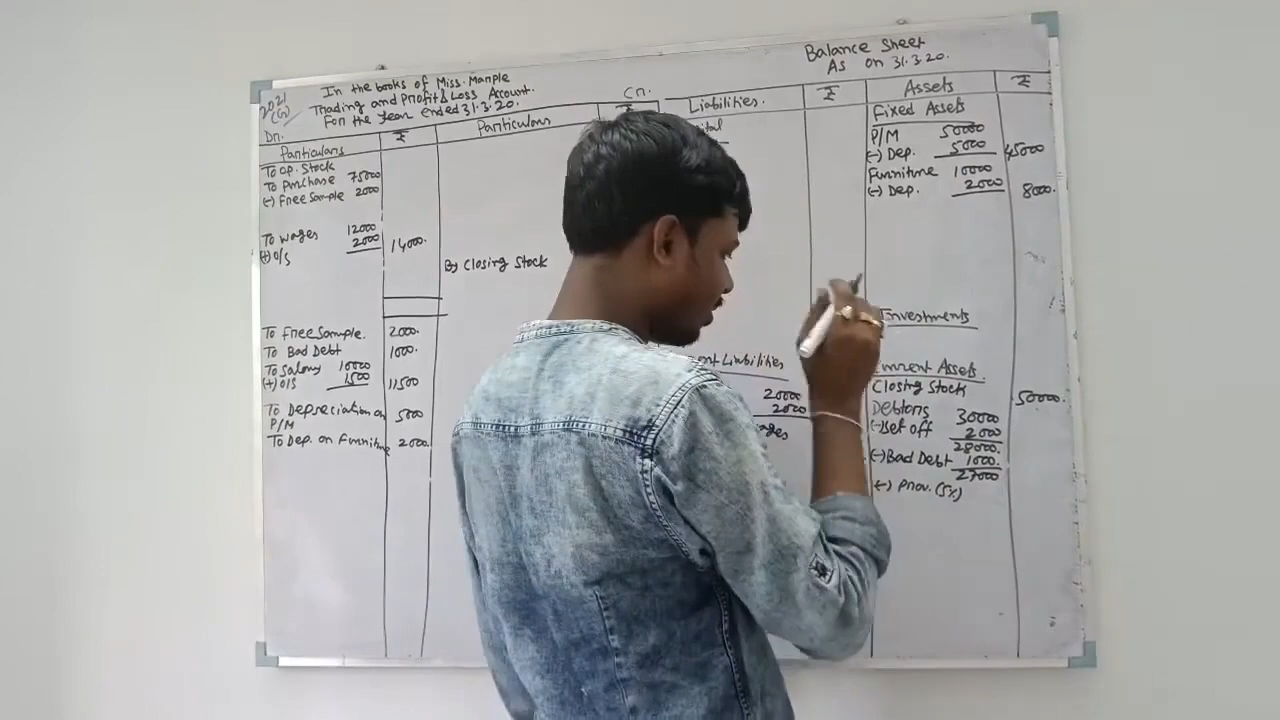 2021
(G)
In the books of Miss. Manple
Trading and Profit & Loss Account.
For the year ended 31.3.20.
Dr.
Cr.
Particulars
₹
Particulars
₹
To Op. Stock
To Purchase 75000
(-) Free Sample 2000
To Wages 12000
(+) O/S 2000 14000.
By Closing Stock
To Free Sample. 2000.
To Bad Debt 1000.
To Salary 10000
(+) O/S 1500 11500
To Depreciation on
P/M 5000
To Dep. on Furniture 2000.
Balance Sheet
As on 31.3.20.
Liabilities.
₹
Assets
₹
ital
ent Liabilities
20000
2000
ages
Fixed Assets
P/M 50000
(-) Dep. 5000 45000
Furniture 10000
(-) Dep. 2000 8000.
Investments
urrent Assets
Closing Stock 50000.
Debtors 30000
(-) Set off 2000
28000.
(-) Bad Debt 1000.
27000
(-) Prov. (5%)